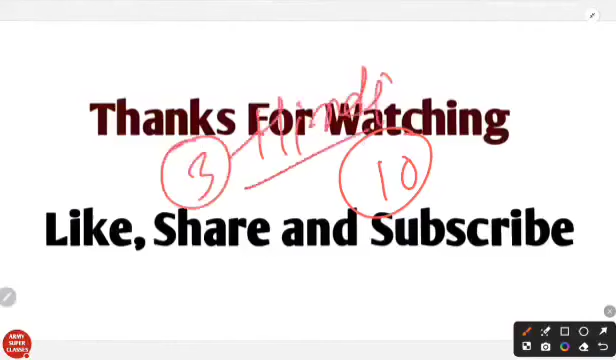 Hindi
Thanks For Watching
3
10
Like, Share and Subscribe
ARMY
SUPER
CLASSES